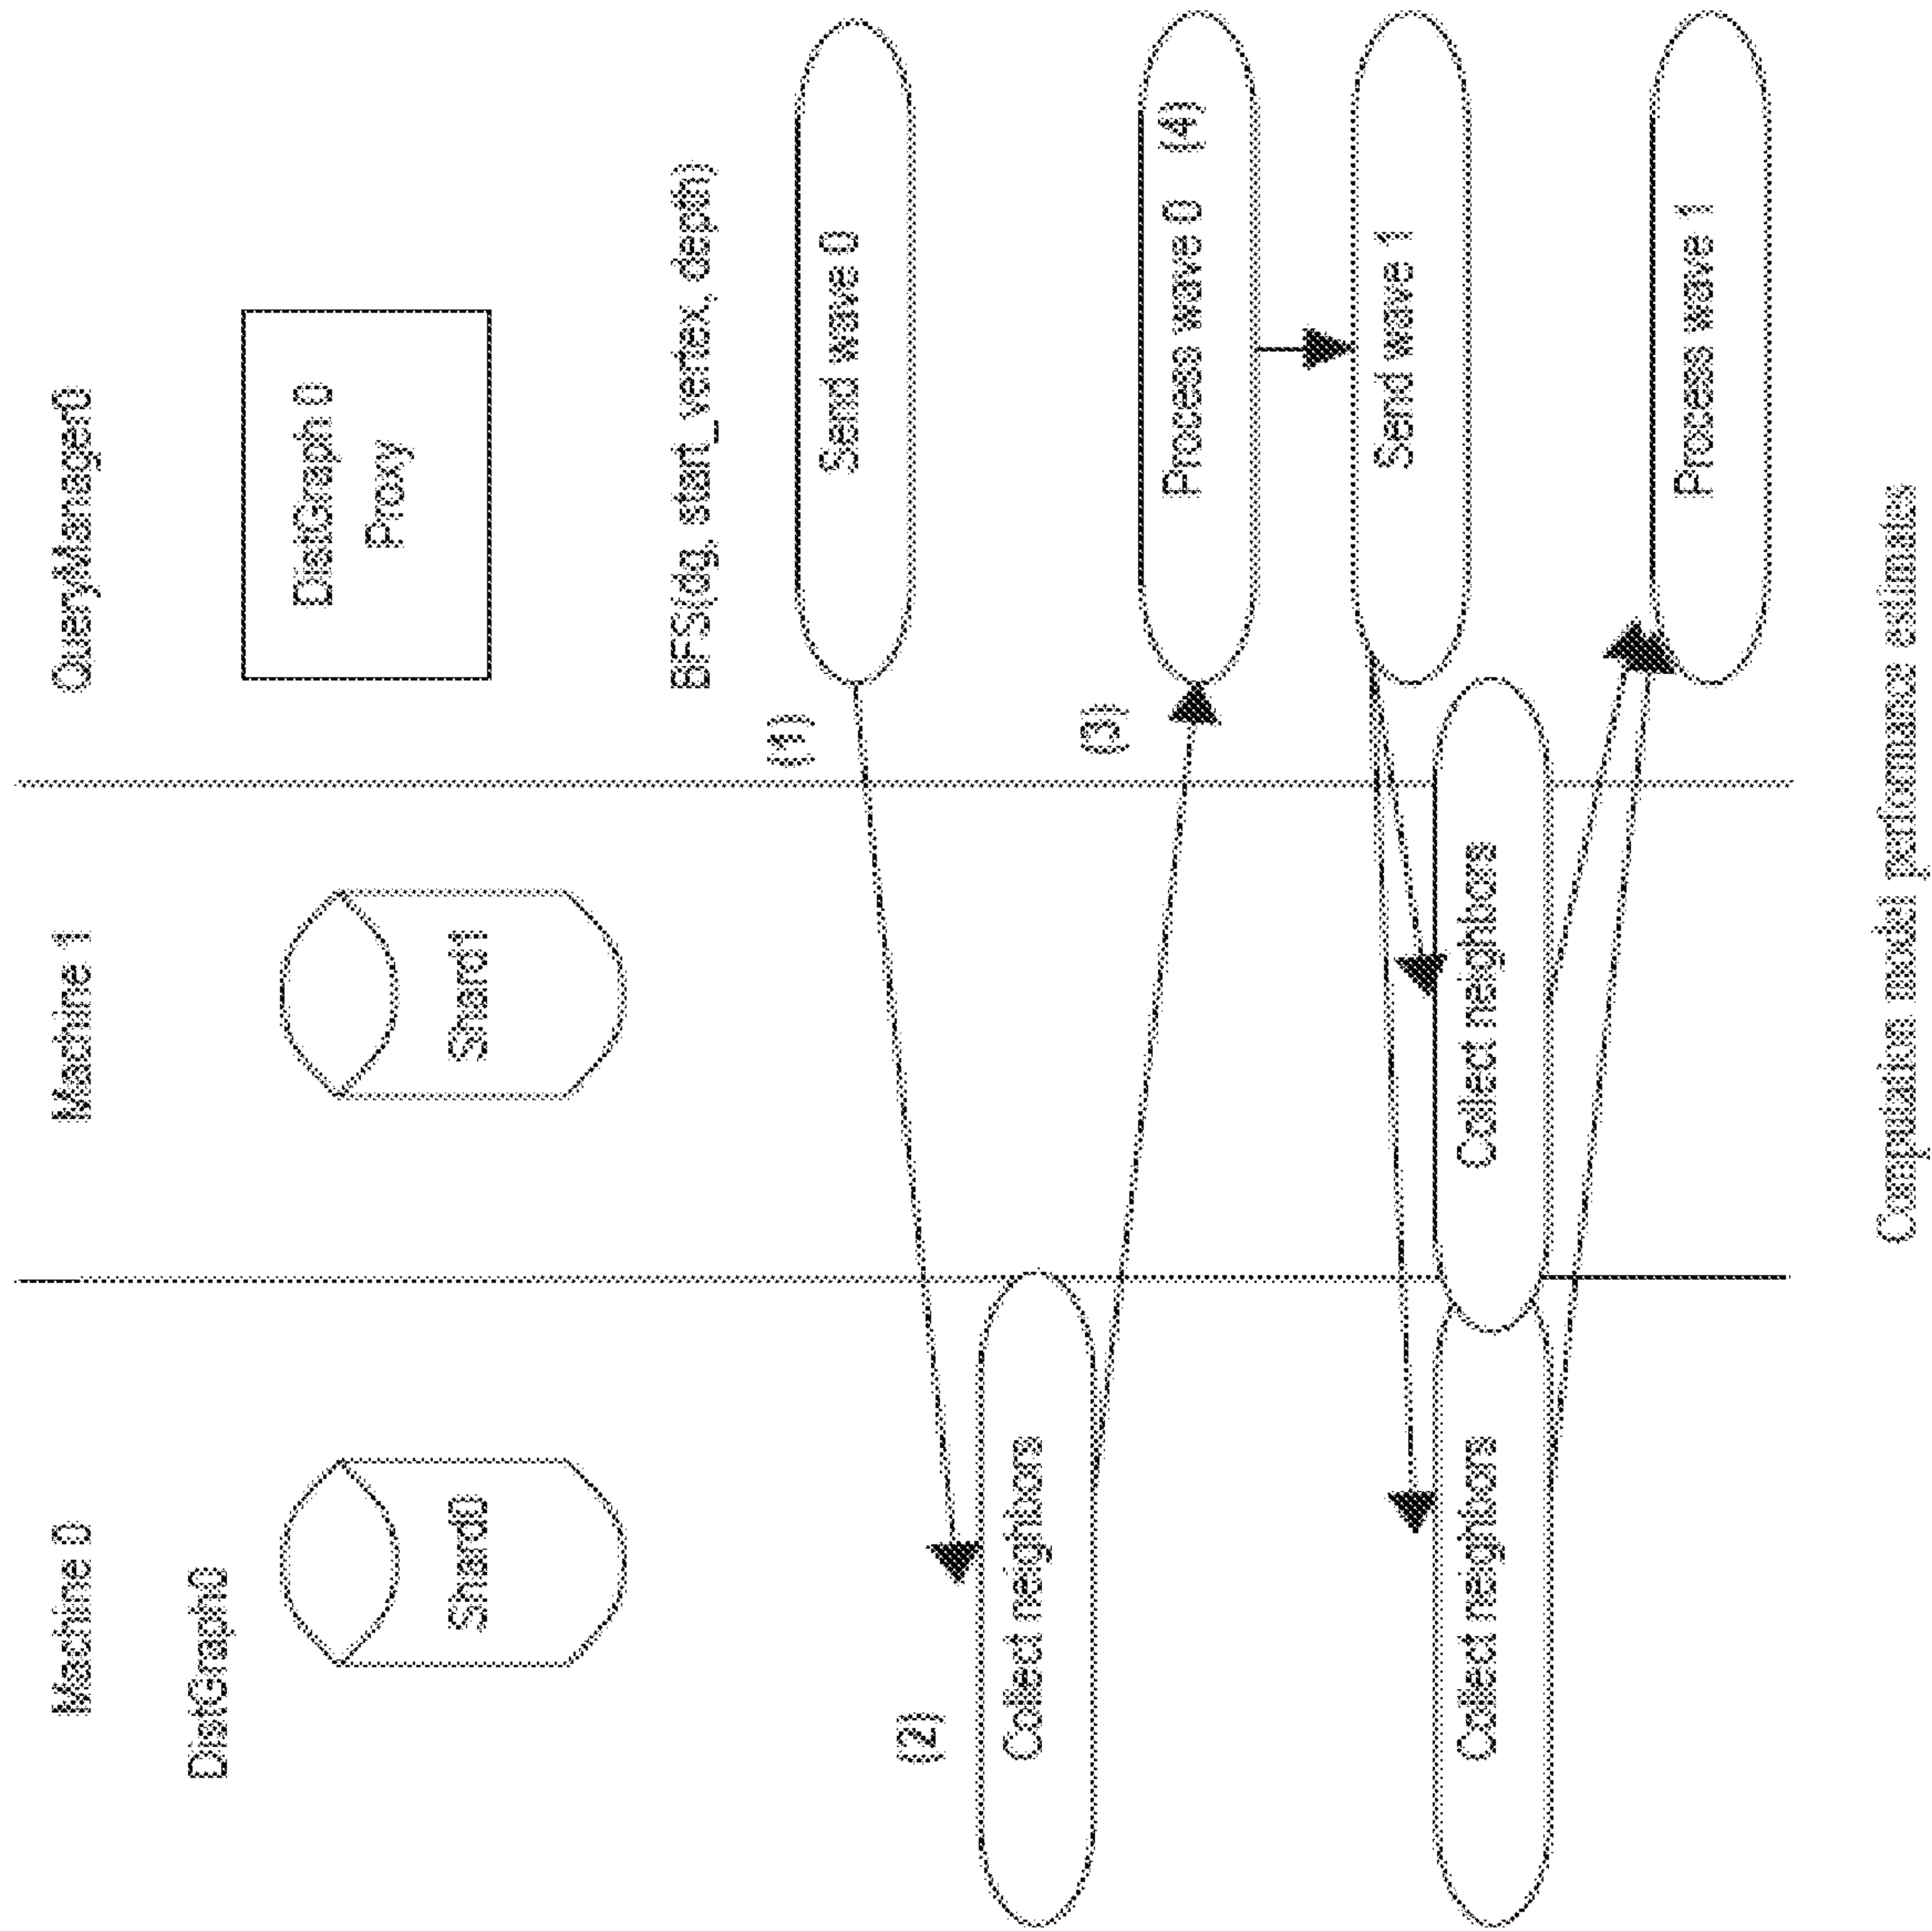 Machine 0
Machine 1
QueryManager0
DistGraph0
Shard0
Shard1
DistGraph 0
Proxy
BFS(dg, start_vertex, depth)
(1)
Send wave 0
(2)
Collect neighbors
(3)
Process wave 0 (4)
Send wave 1
Collect neighbors
Collect neighbors
Process wave 1
Computation model performance estimates